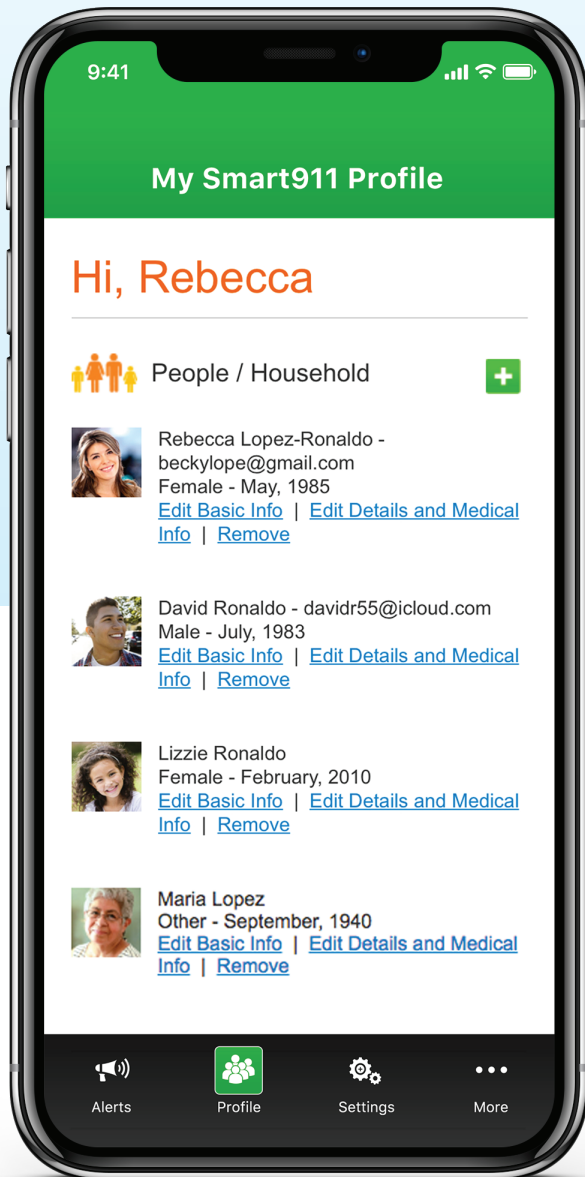 9:41
My Smart911 Profile
Hi, Rebecca
People / Household
Rebecca Lopez-Ronaldo -
beckylope@gmail.com
Female - May, 1985
Edit Basic Info | Edit Details and Medical
Info | Remove
David Ronaldo - davidr55@icloud.com
Male - July, 1983
Edit Basic Info | Edit Details and Medical
Info | Remove
Lizzie Ronaldo
Female - February, 2010
Edit Basic Info | Edit Details and Medical
Info | Remove
Maria Lopez
Other - September, 1940
Edit Basic Info | Edit Details and Medical
Info | Remove
Alerts Profile Settings More